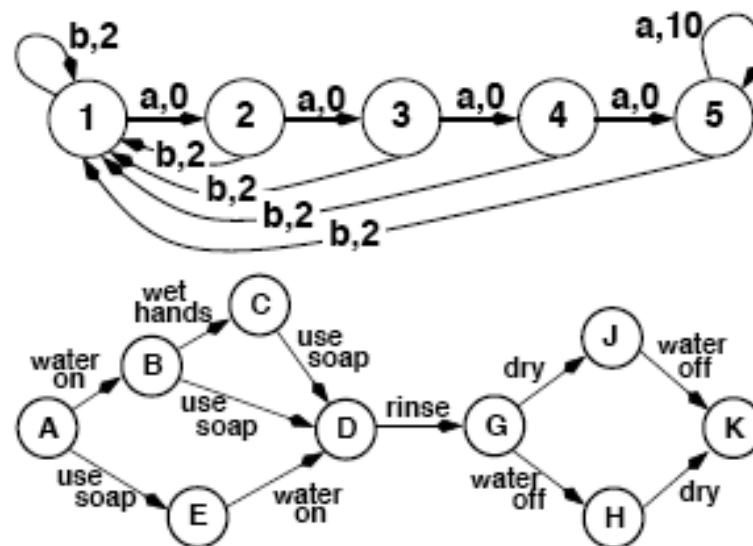 b,2
a,10
1
a,0
2
a,0
3
a,0
4
a,0
5
b,2
b,2
b,2
b,2
wet
hands
C
use
soap
water
on
B
J
water
off
dry
use
soap
A
D
rinse
G
K
use
soap
E
water
on
water
off
H
dry